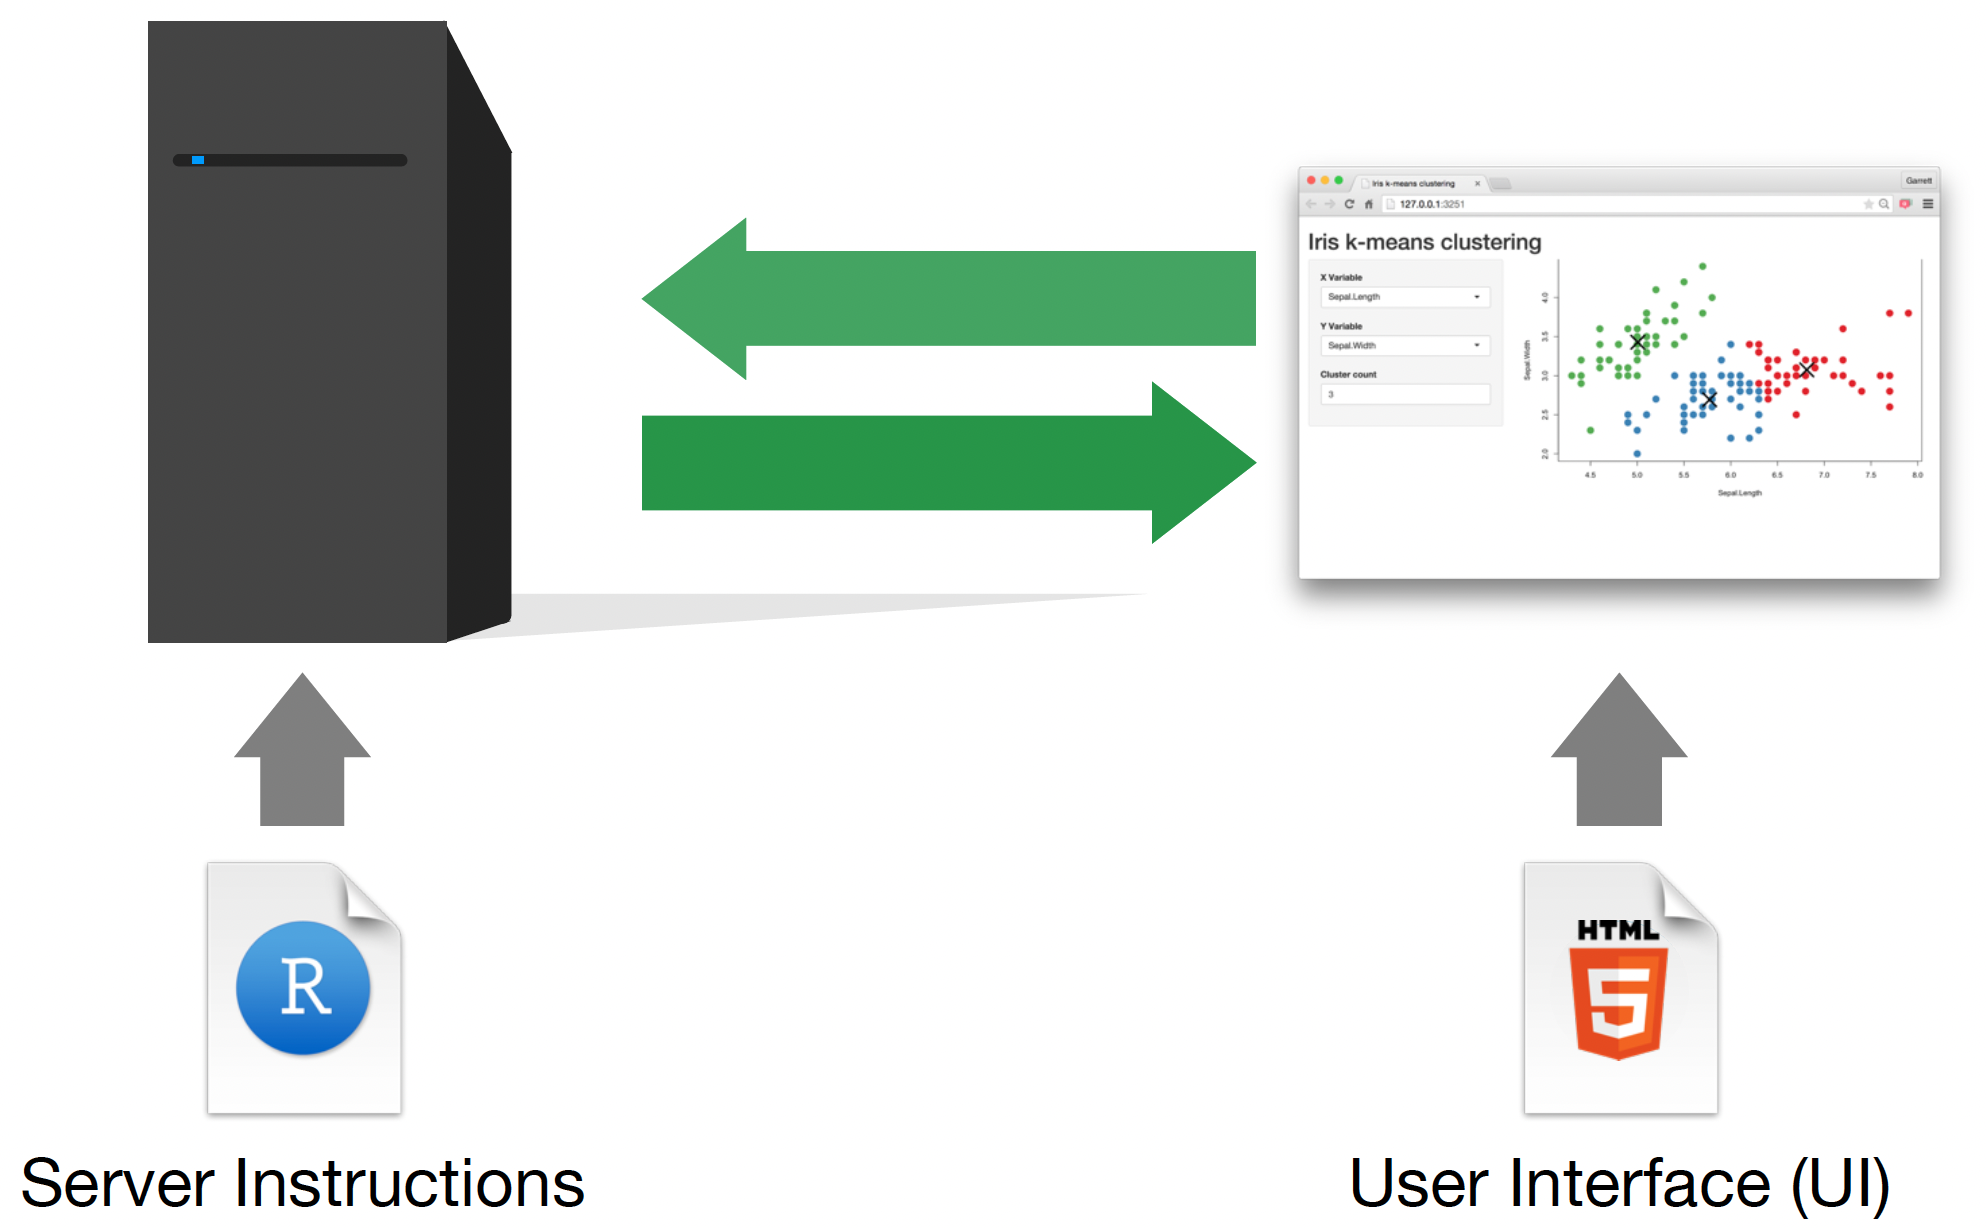 Iris k-means clustering
Garrett
127.0.0.1:3251
Iris k-means clustering
X Variable
Sepal.Length
Y Variable
Sepal.Width
Cluster count
3
Sepal.Width
4.0
3.5
3.0
2.5
2.0
4.5 5.0 5.5 6.0 6.5 7.0 7.5 8.0
Sepal.Length
R
HTML
5
Server Instructions
User Interface (UI)